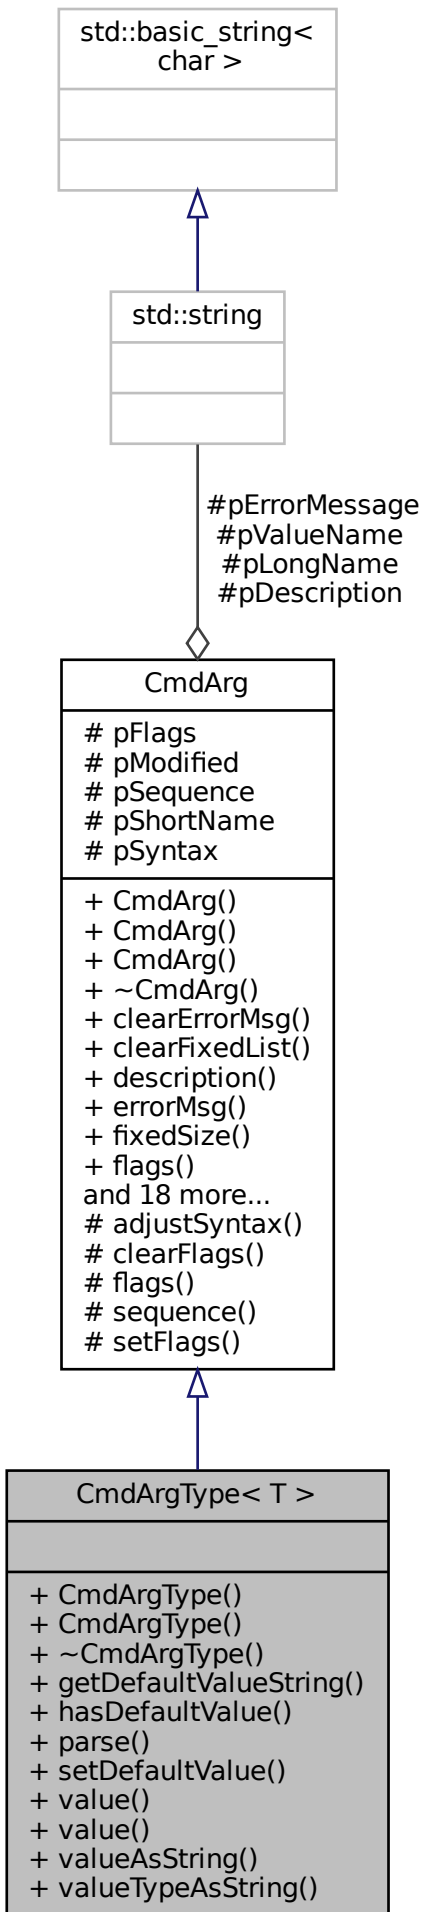 std::basic_string<
char >
std::string
#pErrorMessage
#pValueName
#pLongName
#pDescription
CmdArg
# pFlags
# pModified
# pSequence
# pShortName
# pSyntax
+ CmdArg()
+ CmdArg()
+ CmdArg()
+ ~CmdArg()
+ clearErrorMsg()
+ clearFixedList()
+ description()
+ errorMsg()
+ fixedSize()
+ flags()
and 18 more...
# adjustSyntax()
# clearFlags()
# flags()
# sequence()
# setFlags()
CmdArgType< T >
+ CmdArgType()
+ CmdArgType()
+ ~CmdArgType()
+ getDefaultValueString()
+ hasDefaultValue()
+ parse()
+ setDefaultValue()
+ value()
+ value()
+ valueAsString()
+ valueTypeAsString()